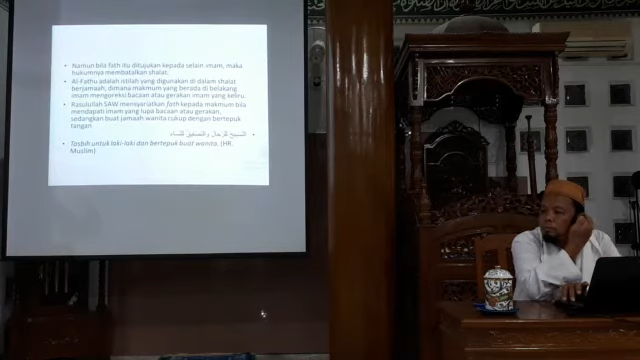 • Namun bila fath itu ditujukan kepada selain imam, maka
hukumnya membatalkan shalat.
• Al-Fathu adalah istilah yang digunakan di dalam shalat
berjamaah, dimana makmum yang berada di belakang
imam mengoreksi bacaan atau gerakan imam yang keliru.
• Rasulullah SAW mensyariatkan fath kepada makmum bila
mendapati imam yang lupa bacaan atau gerakan,
sedangkan buat jamaah wanita cukup dengan bertepuk
tangan
• التسبيح للرجال والتصفيق للنساء
• Tasbih untuk laki-laki dan bertepuk buat wanita. (HR.
Muslim)